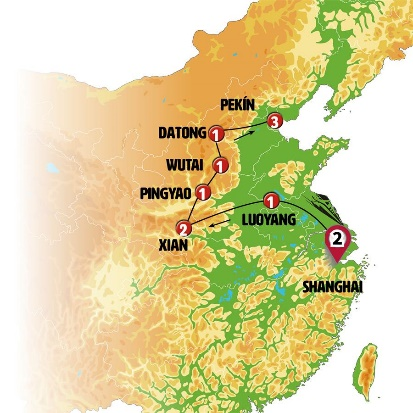 PEKÍN
3
DATONG 1
WUTAI 1
PINGYAO 1
1
LUOYANG
2
XIAN
2
SHANGHAI